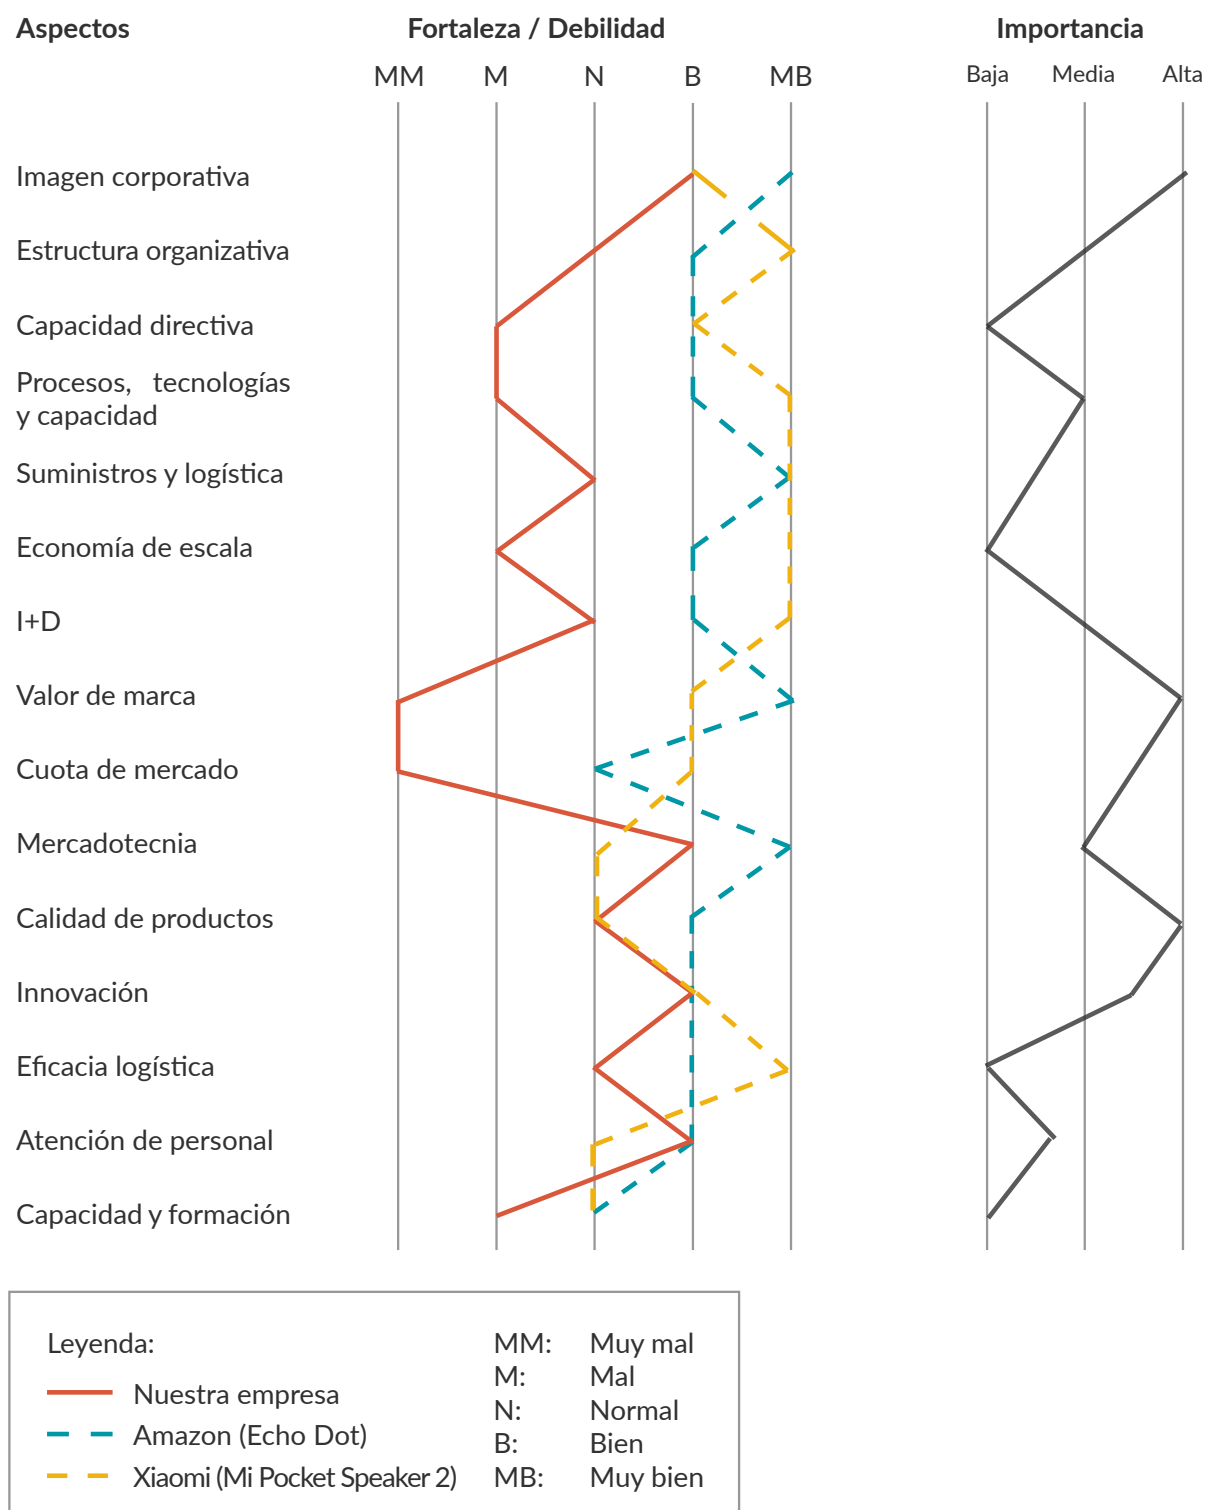 Aspectos Fortaleza / Debilidad Importancia
MM M N B MB Baja Media Alta
Imagen corporativa
Estructura organizativa
Capacidad directiva
Procesos, tecnologías
y capacidad
Suministros y logística
Economía de escala
I+D
Valor de marca
Cuota de mercado
Mercadotecnia
Calidad de productos
Innovación
Eficacia logística
Atención de personal
Capacidad y formación
Leyenda:
Nuestra empresa
Amazon (Echo Dot)
Xiaomi (Mi Pocket Speaker 2)
MM: Muy mal
M: Mal
N: Normal
B: Bien
MB: Muy bien